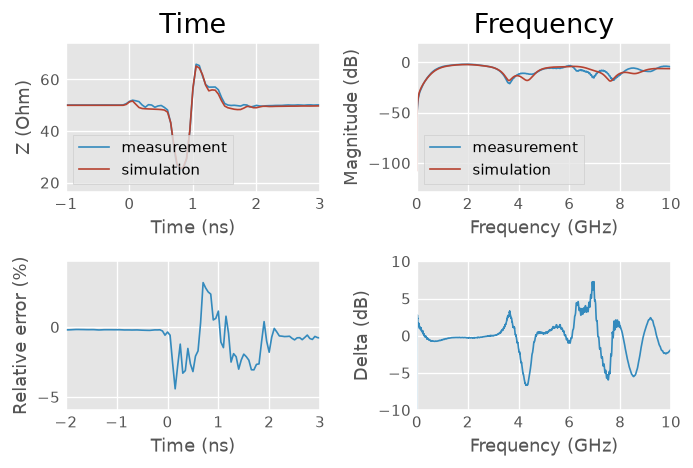 Time
Z (Ohm)
60
40
20
measurement
simulation
−1
0
1
2
3
Time (ns)
Frequency
Magnitude (dB)
0
−50
−100
measurement
simulation
0
2
4
6
8
10
Frequency (GHz)
Relative error (%)
0
−5
−2
−1
0
1
2
3
Time (ns)
Delta (dB)
10
5
0
−5
−10
0
2
4
6
8
10
Frequency (GHz)